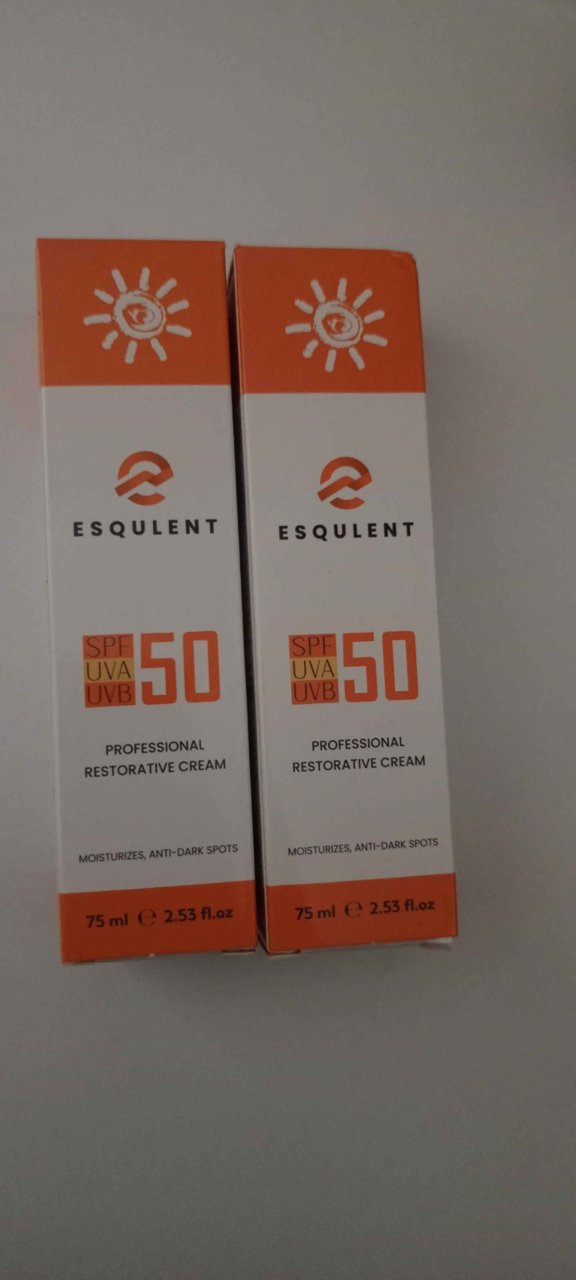 ESQULENT
SPF
UVA
UVB
50
PROFESSIONAL
RESTORATIVE CREAM
MOISTURIZES, ANTI-DARK SPOTS
75 ml ℮ 2.53 fl.oz
ESQULENT
SPF
UVA
UVB
50
PROFESSIONAL
RESTORATIVE CREAM
MOISTURIZES, ANTI-DARK SPOTS
75 ml ℮ 2.53 fl.oz